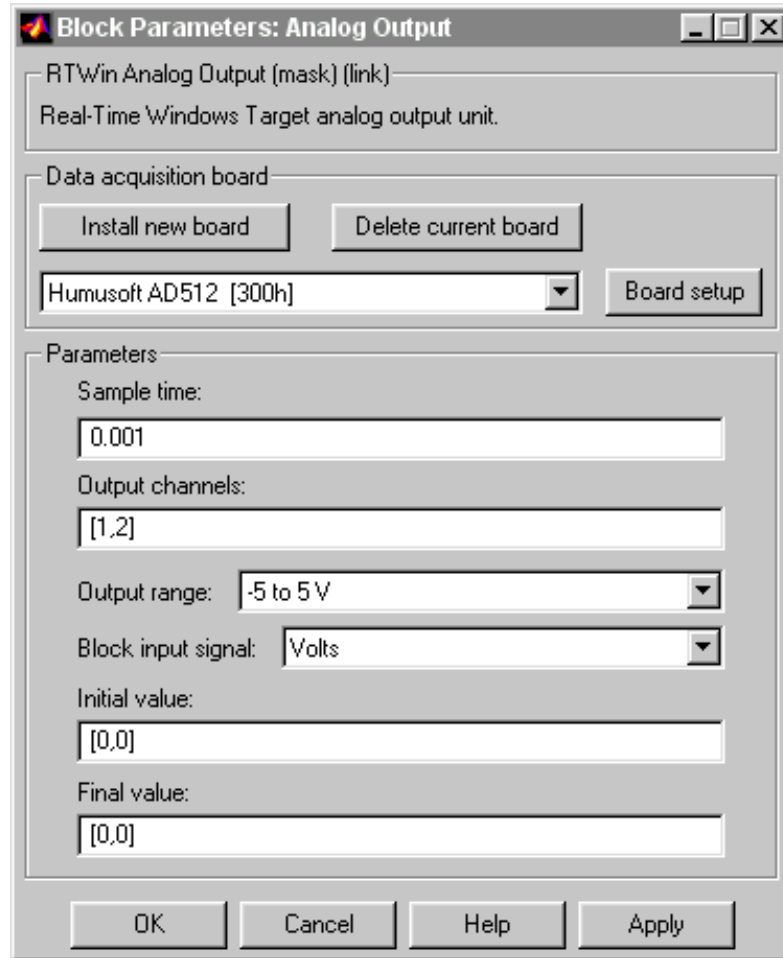 Block Parameters: Analog Output
RTWin Analog Output (mask) (link)
Real-Time Windows Target analog output unit.
Data acquisition board
Install new board Delete current board
Humusoft AD512 [300h] Board setup
Parameters
Sample time:
0.001
Output channels:
[1,2]
Output range: -5 to 5 V
Block input signal: Volts
Initial value:
[0,0]
Final value:
[0,0]
OK Cancel Help Apply